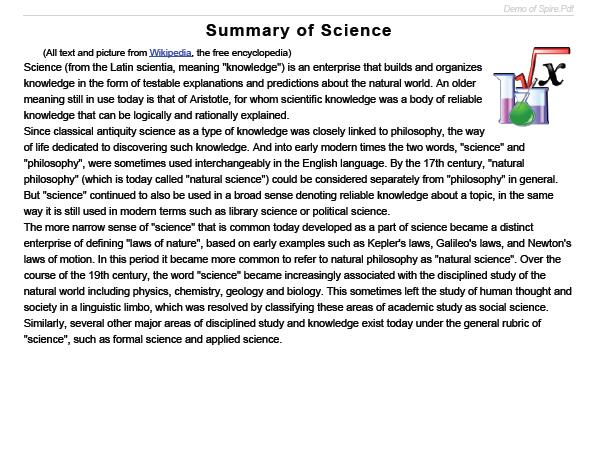 Demo of Spire.Pdf
Summary of Science
(All text and picture from Wikipedia, the free encyclopedia)
Science (from the Latin scientia, meaning "knowledge") is an enterprise that builds and organizes
knowledge in the form of testable explanations and predictions about the natural world. An older
meaning still in use today is that of Aristotle, for whom scientific knowledge was a body of reliable
knowledge that can be logically and rationally explained.
Since classical antiquity science as a type of knowledge was closely linked to philosophy, the way
of life dedicated to discovering such knowledge. And into early modern times the two words, "science" and
"philosophy", were sometimes used interchangeably in the English language. By the 17th century, "natural
philosophy" (which is today called "natural science") could be considered separately from "philosophy" in general.
But "science" continued to also be used in a broad sense denoting reliable knowledge about a topic, in the same
way it is still used in modern terms such as library science or political science.
The more narrow sense of "science" that is common today developed as a part of science became a distinct
enterprise of defining "laws of nature", based on early examples such as Kepler's laws, Galileo's laws, and Newton's
laws of motion. In this period it became more common to refer to natural philosophy as "natural science". Over the
course of the 19th century, the word "science" became increasingly associated with the disciplined study of the
natural world including physics, chemistry, geology and biology. This sometimes left the study of human thought and
society in a linguistic limbo, which was resolved by classifying these areas of academic study as social science.
Similarly, several other major areas of disciplined study and knowledge exist today under the general rubric of
"science", such as formal science and applied science.
√x